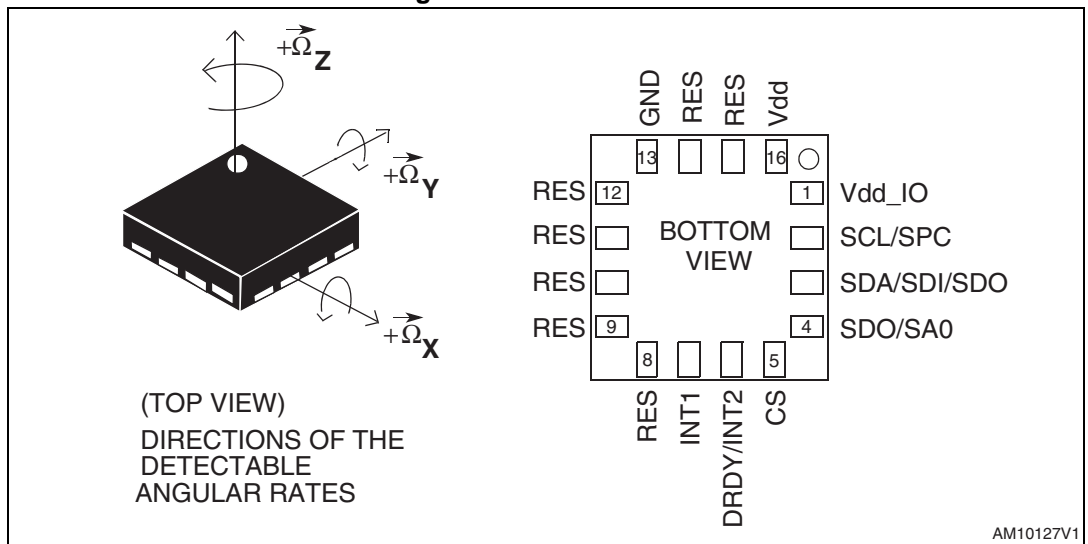 +Ω Z
+Ω Y
+Ω X
(TOP VIEW)
DIRECTIONS OF THE
DETECTABLE
ANGULAR RATES
GND
RES
RES
Vdd
13
16
RES 12
1 Vdd_IO
RES
SCL/SPC
BOTTOM
VIEW
RES
SDA/SDI/SDO
RES 9
4 SDO/SA0
8
5
RES
INT1
DRDY/INT2
CS
AM10127V1